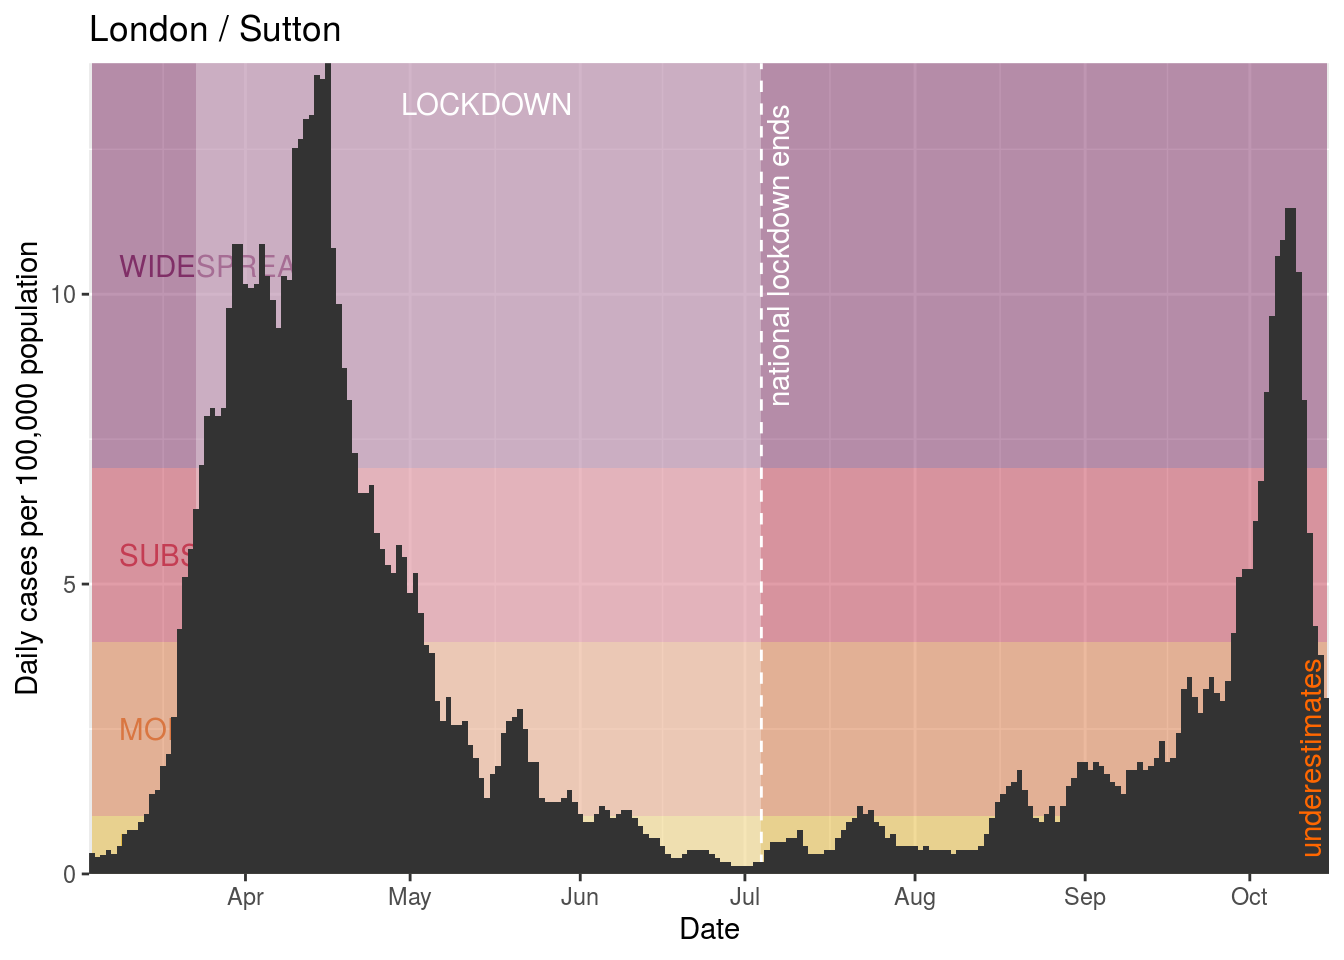 London / Sutton
LOCKDOWN
national lockdown ends
WIDESPREA
SUBS
MO
underestimates
Daily cases per 100,000 population
10
5
0
Apr May Jun Jul Aug Sep Oct
Date